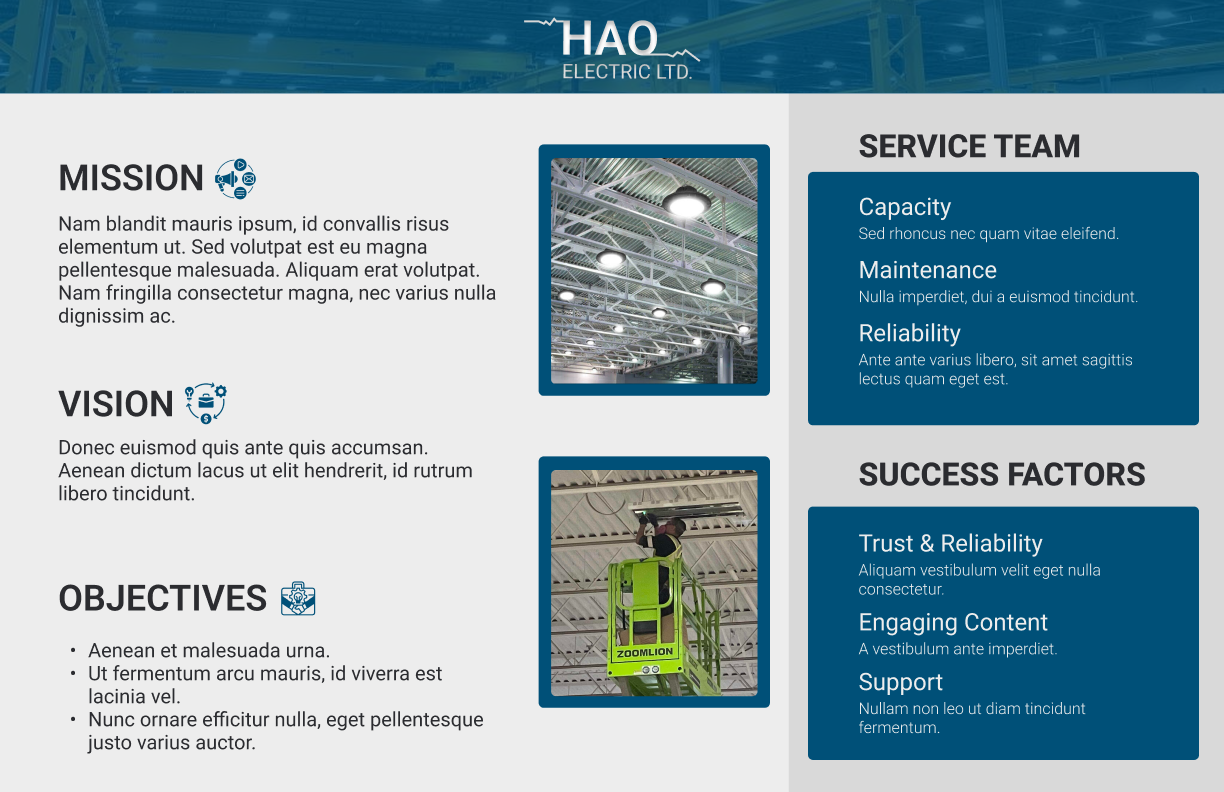 HAO
ELECTRIC LTD.
MISSION
Nam blandit mauris ipsum, id convallis risus
elementum ut. Sed volutpat est eu magna
pellentesque malesuada. Aliquam erat volutpat.
Nam fringilla consectetur magna, nec varius nulla
dignissim ac.
VISION
Donec euismod quis ante quis accumsan.
Aenean dictum lacus ut elit hendrerit, id rutrum
libero tincidunt.
OBJECTIVES
• Aenean et malesuada urna.
• Ut fermentum arcu mauris, id viverra est
lacinia vel.
• Nunc ornare efficitur nulla, eget pellentesque
justo varius auctor.
ZOOMLION
SERVICE TEAM
Capacity
Sed rhoncus nec quam vitae eleifend.
Maintenance
Nulla imperdiet, dui a euismod tincidunt.
Reliability
Ante ante varius libero, sit amet sagittis
lectus quam eget est.
SUCCESS FACTORS
Trust & Reliability
Aliquam vestibulum velit eget nulla
consectetur.
Engaging Content
A vestibulum ante imperdiet.
Support
Nullam non leo ut diam tincidunt
fermentum.